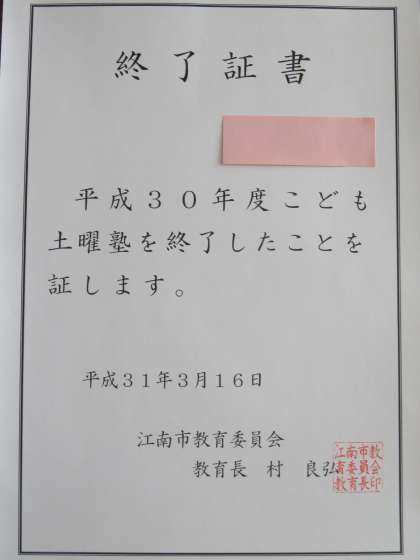 終了証書
平成３０年度こども
土曜塾を終了したことを
証します。
平成３１年３月１６日
江南市教育委員会
教育長　村　良弘
江南市教
育委員会
教育長印